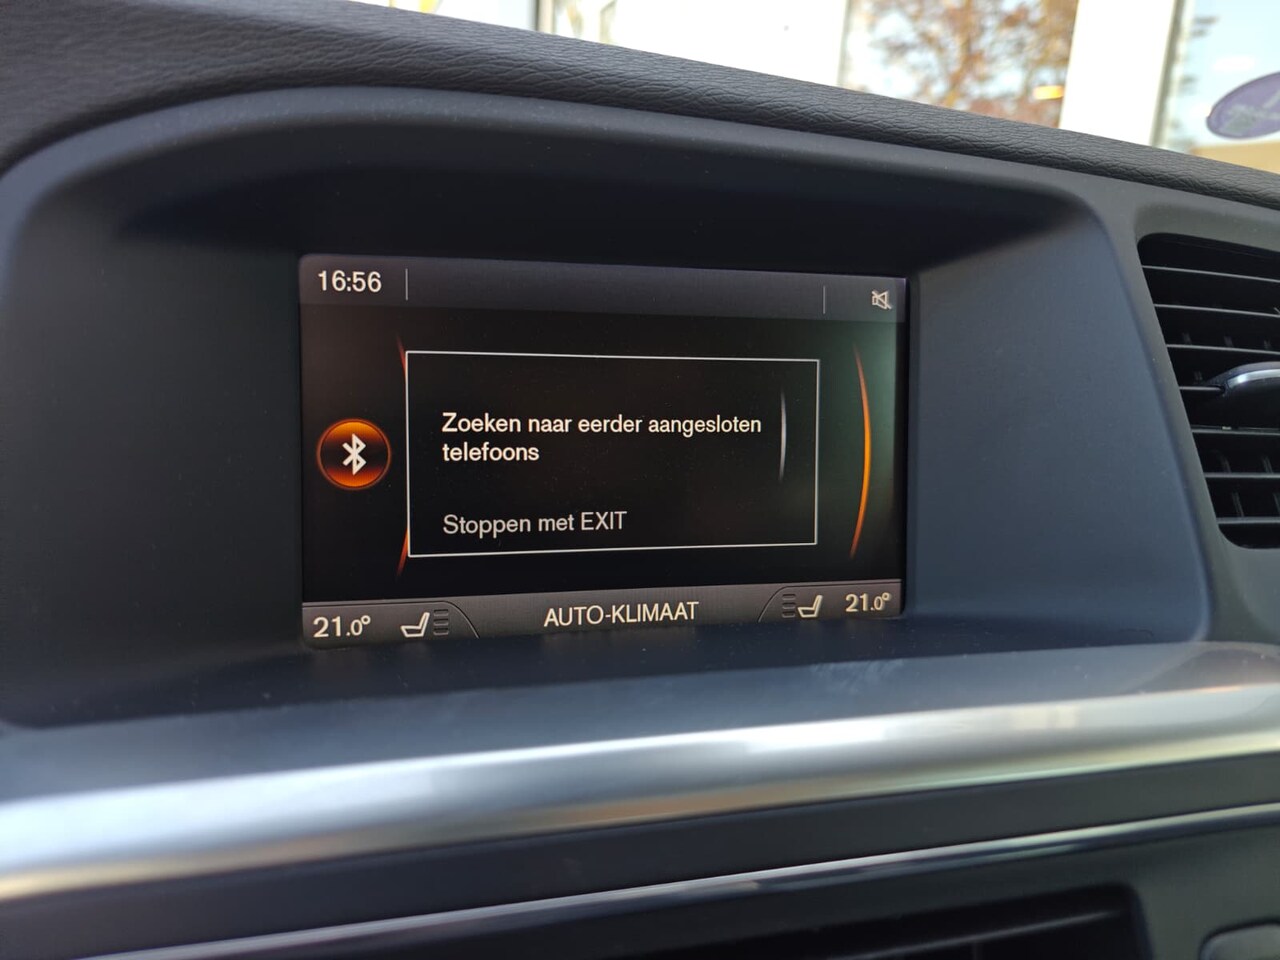 16:56
Zoeken naar eerder aangesloten
telefoons
Stoppen met EXIT
21.0°
AUTO-KLIMAAT
21.0°